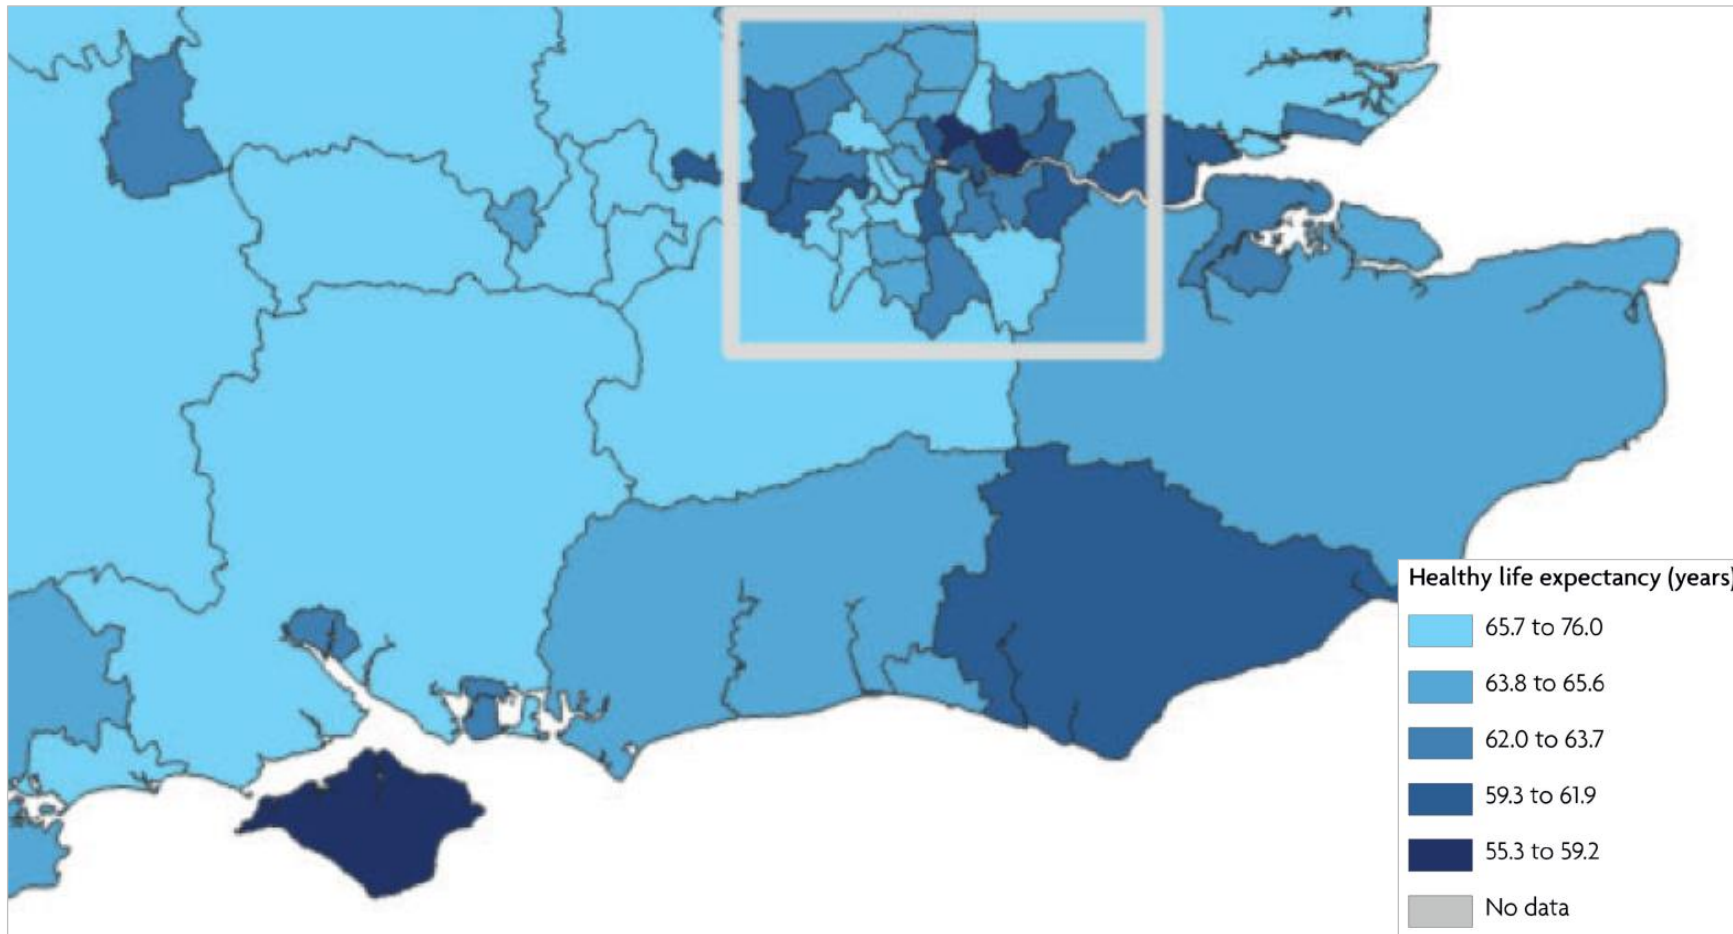 Healthy life expectancy (years)
65.7 to 76.0
63.8 to 65.6
62.0 to 63.7
59.3 to 61.9
55.3 to 59.2
No data